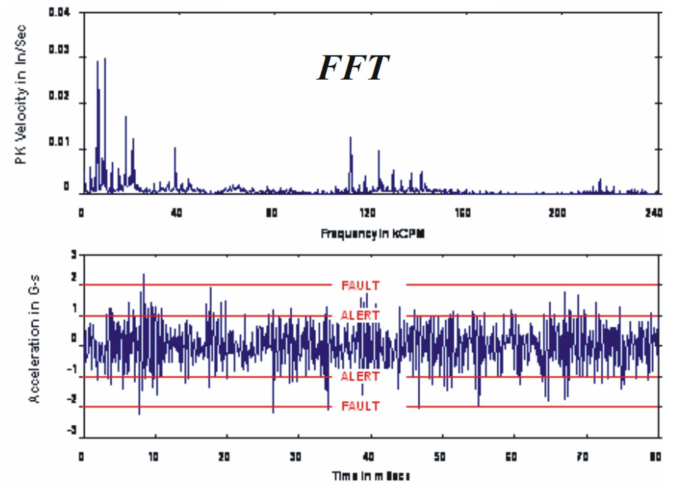 0.04
0.03
0.02
0.01
0
PK Velocity in In/Sec
FFT
0 40 80 120 160 200 240
Frequency in kCPM
3
2
1
0
-1
-2
-3
Acceleration in G-s
FAULT
ALERT
ALERT
FAULT
0 10 20 30 40 50 60 70 80
Time in mSecs